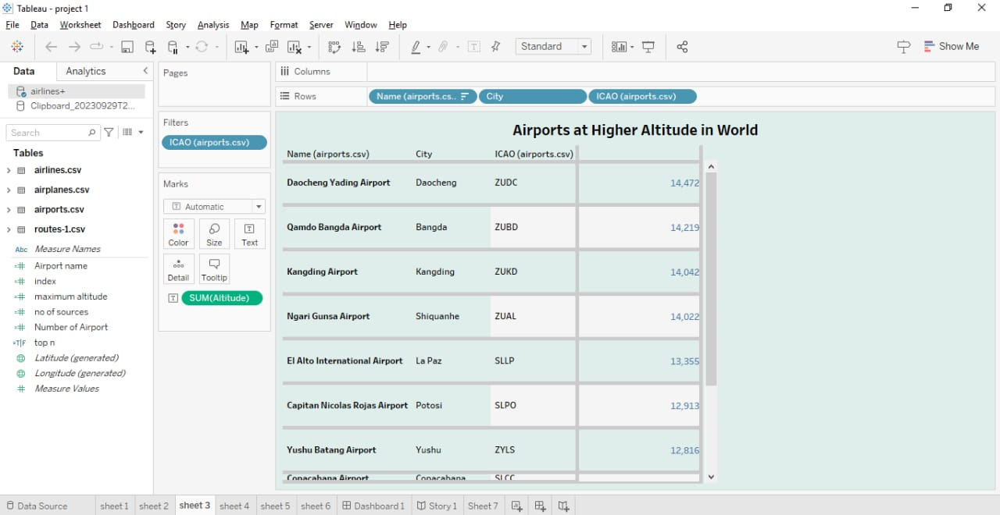 Tableau - project 1
File Data Worksheet Dashboard Story Analysis Map Format Server Window Help
Standard
Show Me
Data Analytics
airlines+
Clipboard_20230929T2...
Search
Tables
airlines.csv
airplanes.csv
airports.csv
routes-1.csv
Abc Measure Names
Airport name
index
maximum altitude
no of sources
Number of Airport
=T|F top n
Latitude (generated)
Longitude (generated)
Measure Values
Pages
Filters
ICAO (airports.csv)
Marks
Automatic
Color Size Text
Detail Tooltip
SUM(Altitude)
Columns
Rows Name (airports.cs.. City ICAO (airports.csv)
Airports at Higher Altitude in World
Name (airports.csv) City ICAO (airports.csv)
Daocheng Yading Airport Daocheng ZUDC 14,472
Qamdo Bangda Airport Bangda ZUBD 14,219
Kangding Airport Kangding ZUKD 14,042
Ngari Gunsa Airport Shiquanhe ZUAL 14,022
El Alto International Airport La Paz SLLP 13,355
Capitan Nicolas Rojas Airport Potosi SLPO 12,913
Yushu Batang Airport Yushu ZYLS 12,816
Copacabana Airport Copacabana SLCC
Data Source sheet 1 sheet 2 sheet 3 sheet 4 sheet 5 sheet 6 Dashboard 1 Story 1 Sheet 7